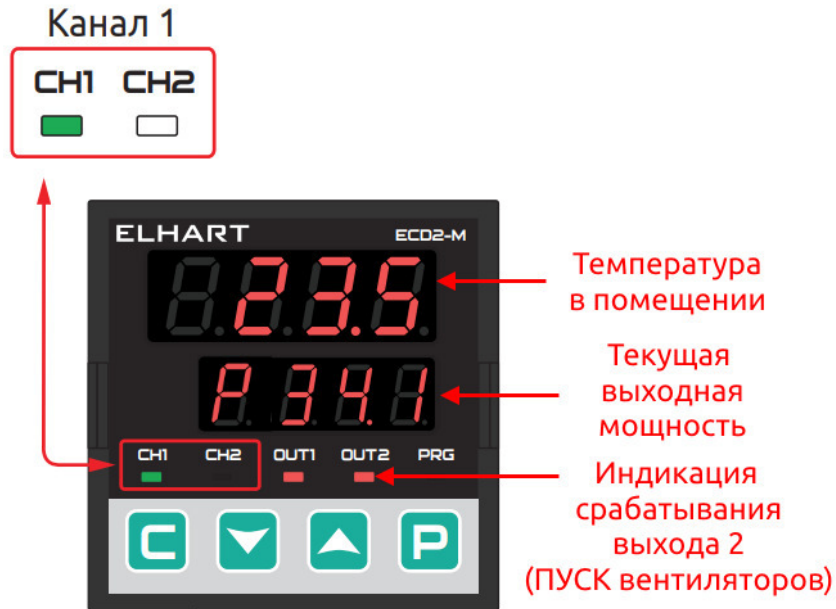 Канал 1
CH1 CH2
ELHART ECD2-M
23.5
P 34.1
CH1 CH2 OUT1 OUT2 PRG
C P
Температура
в помещении
Текущая
выходная
мощность
Индикация
срабатывания
выхода 2
(ПУСК вентиляторов)